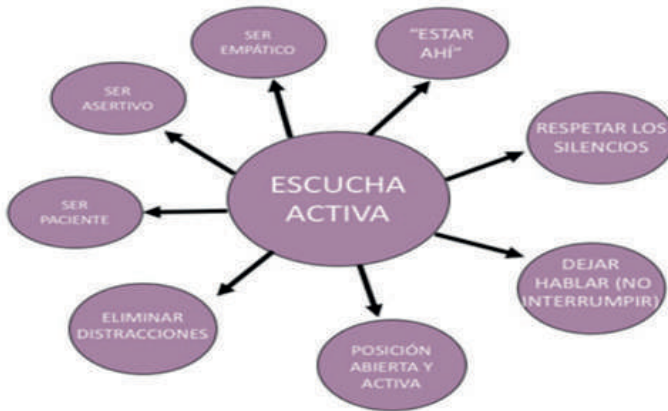 SER
EMPÁTICO
"ESTAR
AHÍ"
SER
ASERTIVO
RESPETAR LOS
SILENCIOS
ESCUCHA
ACTIVA
SER
PACIENTE
DEJAR
HABLAR (NO
INTERRUMPIR)
ELIMINAR
DISTRACCIONES
POSICIÓN
ABIERTA Y
ACTIVA